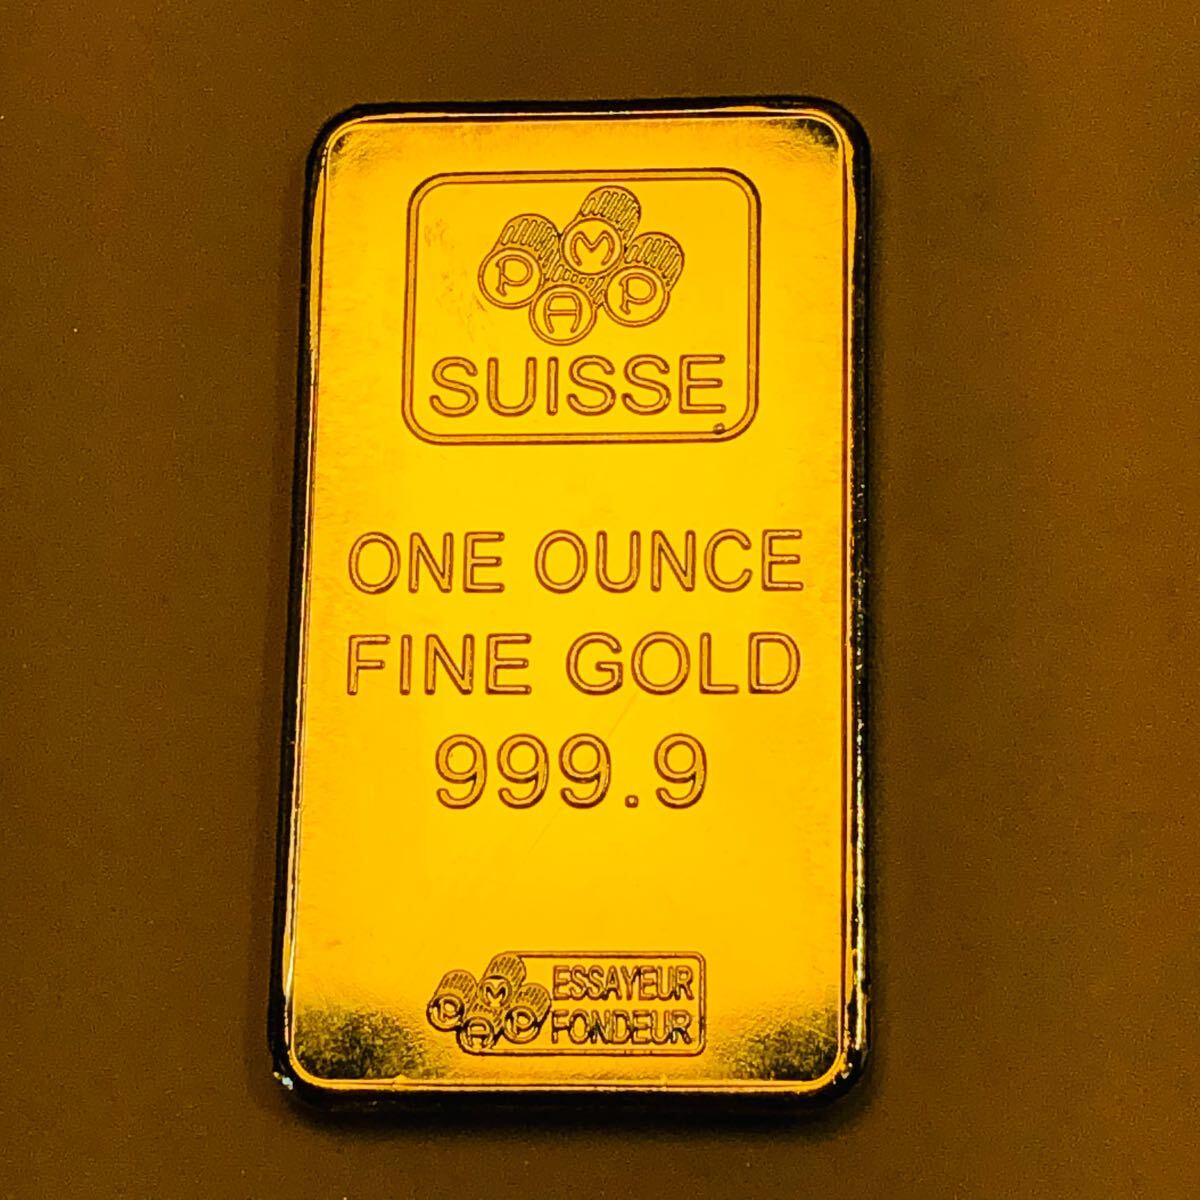 PAMP
SUISSE
ONE OUNCE
FINE GOLD
999.9
PAMP ESSAYEUR
FONDEUR